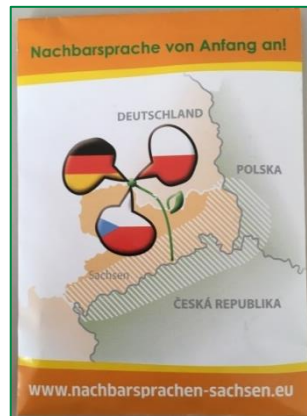 Nachbarsprache von Anfang an!
DEUTSCHLAND
POLSKA
Sachsen
ČESKÁ REPUBLIKA
www.nachbarsprachen-sachsen.eu